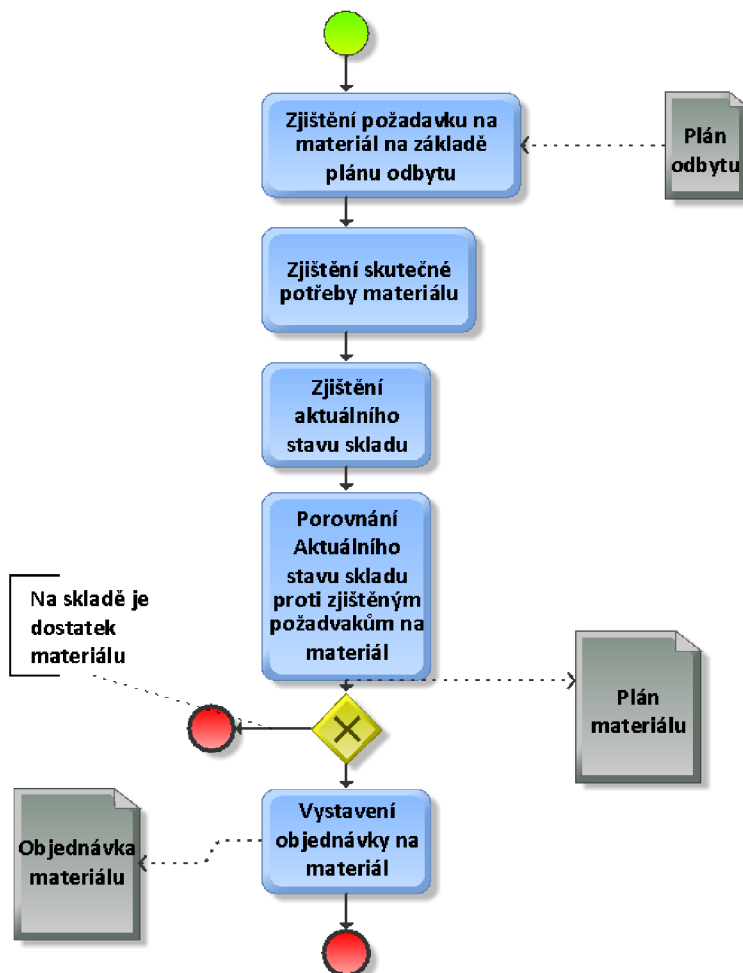 Zjištění požadavku na
materiál na základě
plánu odbytu
Plán
odbytu
Zjištění skutečné
potřeby materiálu
Zjištění
aktuálního
stavu skladu
Porovnání
Aktuálního
stavu skladu
proti zjištěným
požadvakům na
materiál
Na skladě je
dostatek
materiálu
Plán
materiálu
Vystavení
objednávky na
materiál
Objednávka
materiálu